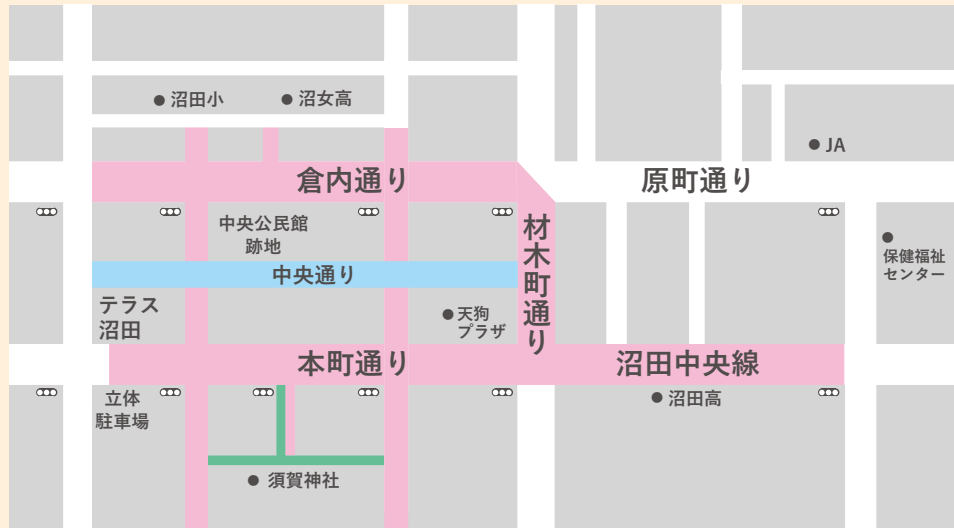 沼田小
沼女高
JA
倉内通り
原町通り
中央公民館
跡地
材木町通り
保健福祉
センター
中央通り
テラス
沼田
天狗
プラザ
本町通り
沼田中央線
立体
駐車場
沼田高
須賀神社